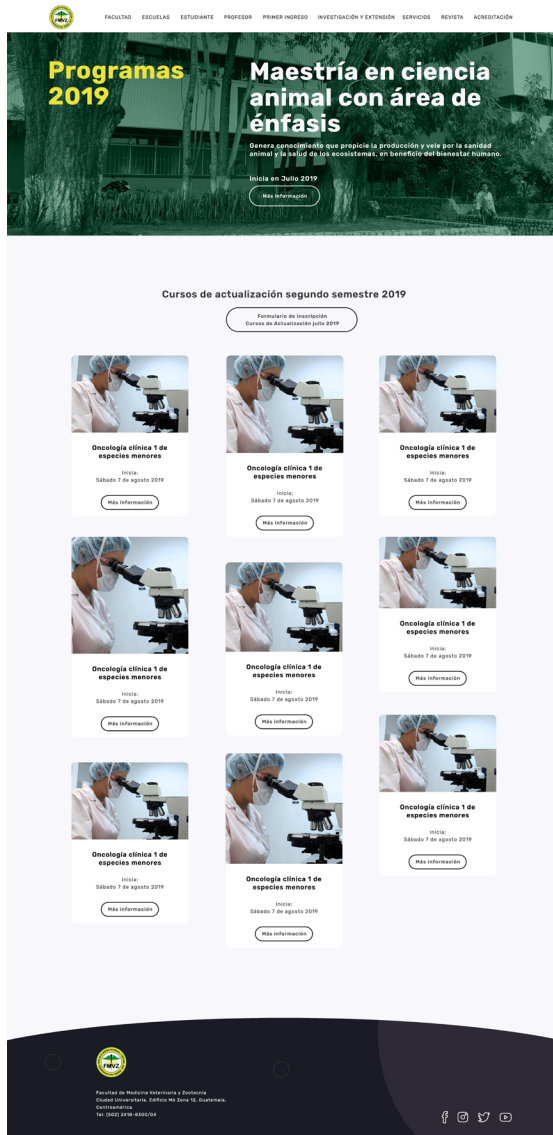 FMVZ
FACULTAD ESCUELAS ESTUDIANTE PROFESOR PRIMER INGRESO INVESTIGACIÓN Y EXTENSIÓN SERVICIOS REVISTA ACREDITACIÓN
Programas
2019
Maestría en ciencia
animal con área de
énfasis
Genera conocimiento que propicie la producción y vele por la sanidad
animal y la salud de los ecosistemas, en beneficio del bienestar humano.
Inicia en Julio 2019
Más información
Cursos de actualización segundo semestre 2019
Formulario de Inscripción
Cursos de Actualización julio 2019
Oncología clínica 1 de
especies menores
Inicia:
Sábado 7 de agosto 2019
Más información
Oncología clínica 1 de
especies menores
Inicia:
Sábado 7 de agosto 2019
Más información
Oncología clínica 1 de
especies menores
Inicia:
Sábado 7 de agosto 2019
Más información
Oncología clínica 1 de
especies menores
Inicia:
Sábado 7 de agosto 2019
Más información
Oncología clínica 1 de
especies menores
Inicia:
Sábado 7 de agosto 2019
Más información
Oncología clínica 1 de
especies menores
Inicia:
Sábado 7 de agosto 2019
Más información
Oncología clínica 1 de
especies menores
Inicia:
Sábado 7 de agosto 2019
Más información
Oncología clínica 1 de
especies menores
Inicia:
Sábado 7 de agosto 2019
Más información
Oncología clínica 1 de
especies menores
Inicia:
Sábado 7 de agosto 2019
Más información
FMVZ
Facultad de Medicina Veterinaria y Zootecnia
Ciudad Universitaria, Edificio M6 Zona 12, Guatemala,
Centroamérica
Tel. (502) 2418-8300/04